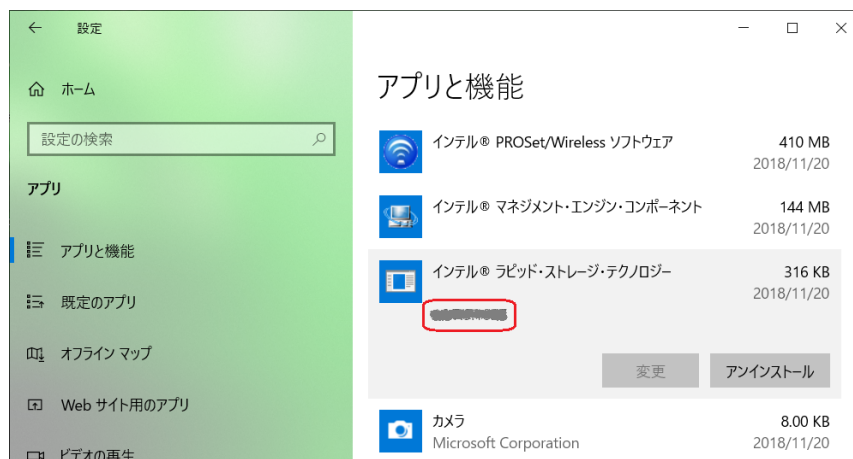 設定
ホーム
設定の検索
アプリ
アプリと機能
既定のアプリ
オフライン マップ
Web サイト用のアプリ
ビデオの再生
アプリと機能
インテル® PROSet/Wireless ソフトウェア
410 MB
2018/11/20
インテル® マネジメント・エンジン・コンポーネント
144 MB
2018/11/20
インテル® ラピッド・ストレージ・テクノロジー
316 KB
2018/11/20
変更
アンインストール
カメラ
8.00 KB
Microsoft Corporation
2018/11/20